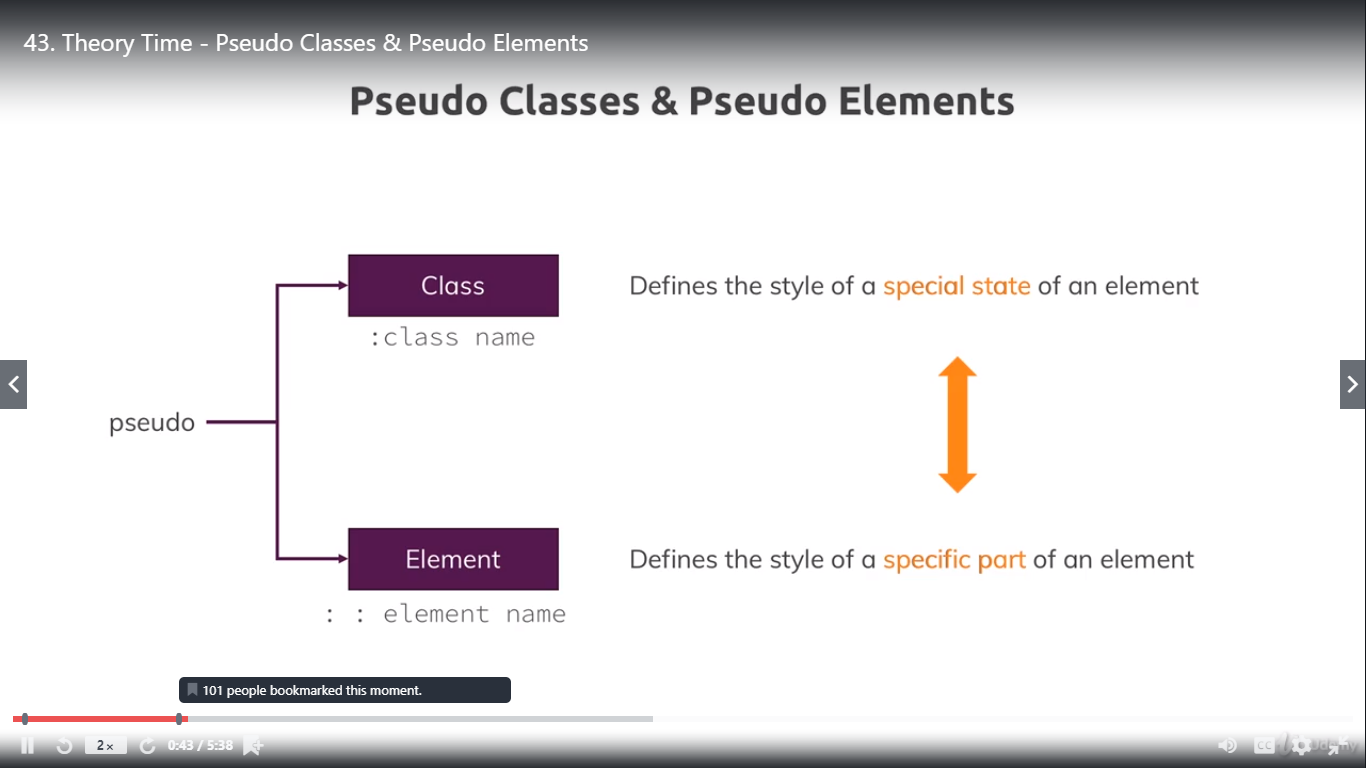 43. Theory Time - Pseudo Classes & Pseudo Elements
Pseudo Classes & Pseudo Elements
Class
Defines the style of a special state of an element
:class name
pseudo
Element
Defines the style of a specific part of an element
: : element name
101 people bookmarked this moment.
2x
0:43 / 5:38
CC